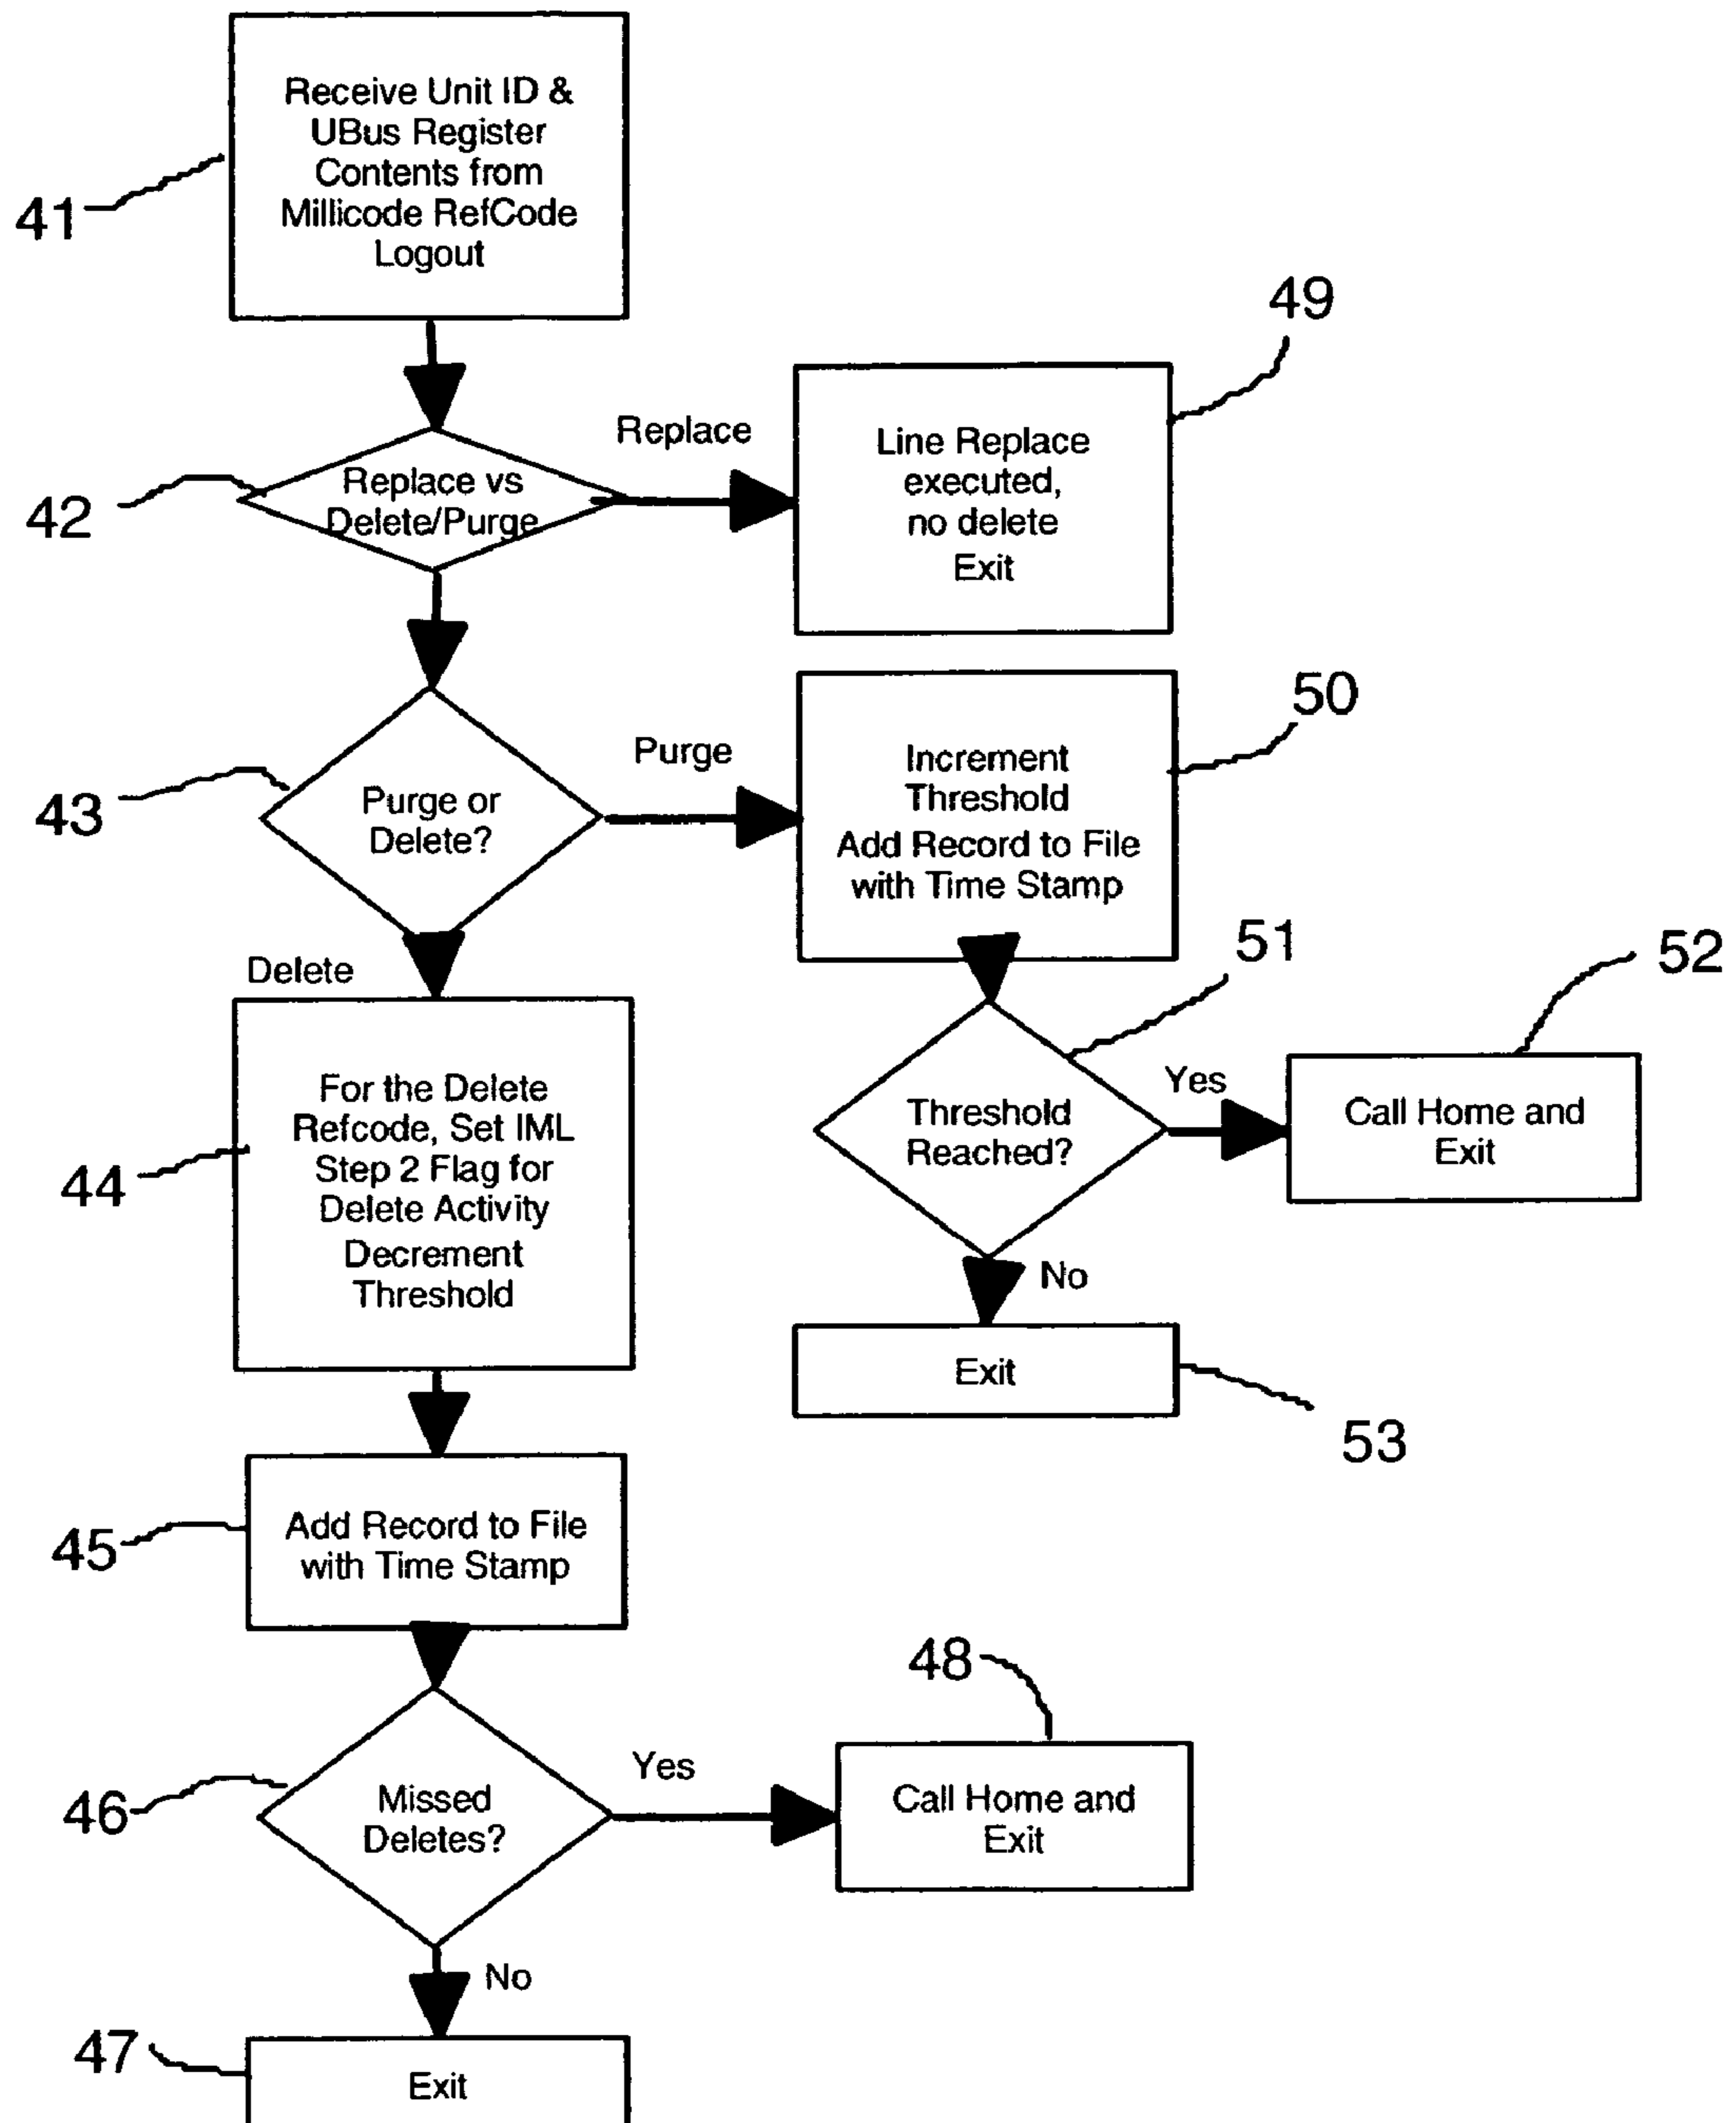 Receive Unit ID &
UBus Register
Contents from
Millicode RefCode
Logout
41
49
Replace
Replace vs
Delete/Purge
42
Line Replace
executed,
no delete
Exit
50
Purge
43
Purge or
Delete?
Increment
Threshold
Add Record to File
with Time Stamp
51
52
Delete
44
For the Delete
Refcode, Set IML
Step 2 Flag for
Delete Activity
Decrement
Threshold
Threshold
Reached?
Yes
Call Home and
Exit
No
Exit
53
45
Add Record to File
with Time Stamp
48
46
Missed
Deletes?
Yes
Call Home and
Exit
No
47
Exit